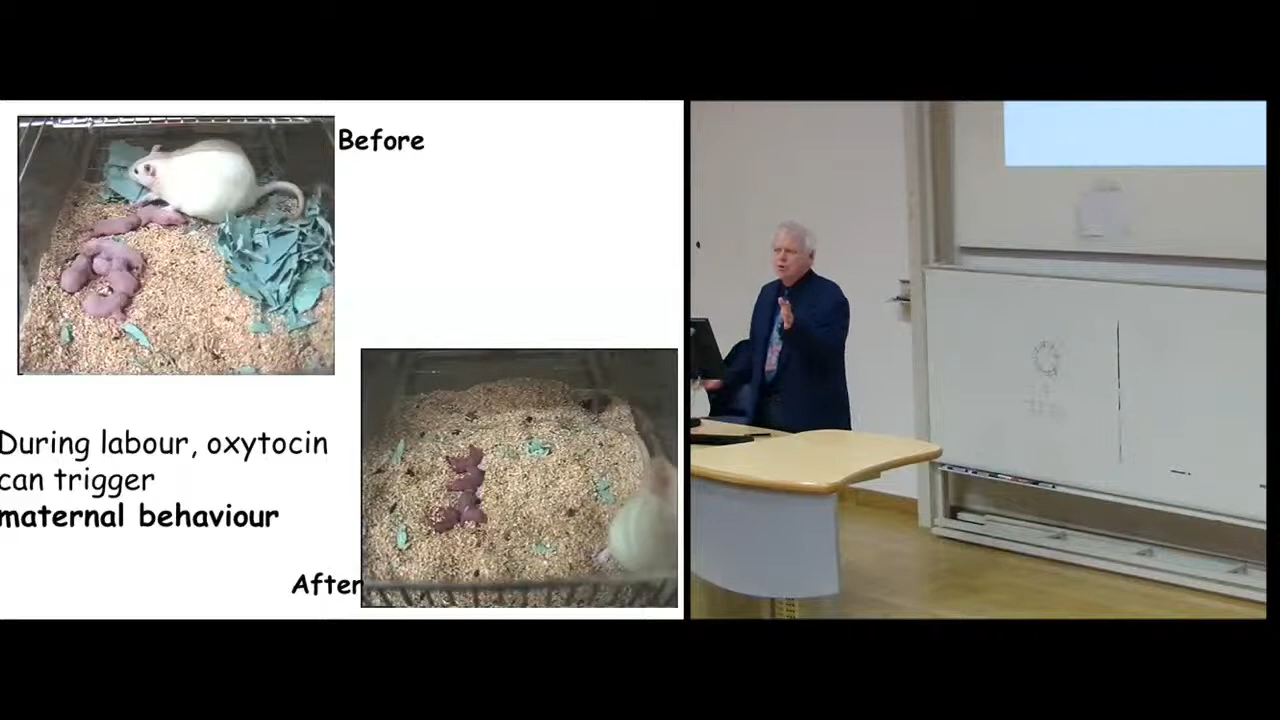 Before
During labour, oxytocin
can trigger
maternal behaviour
After